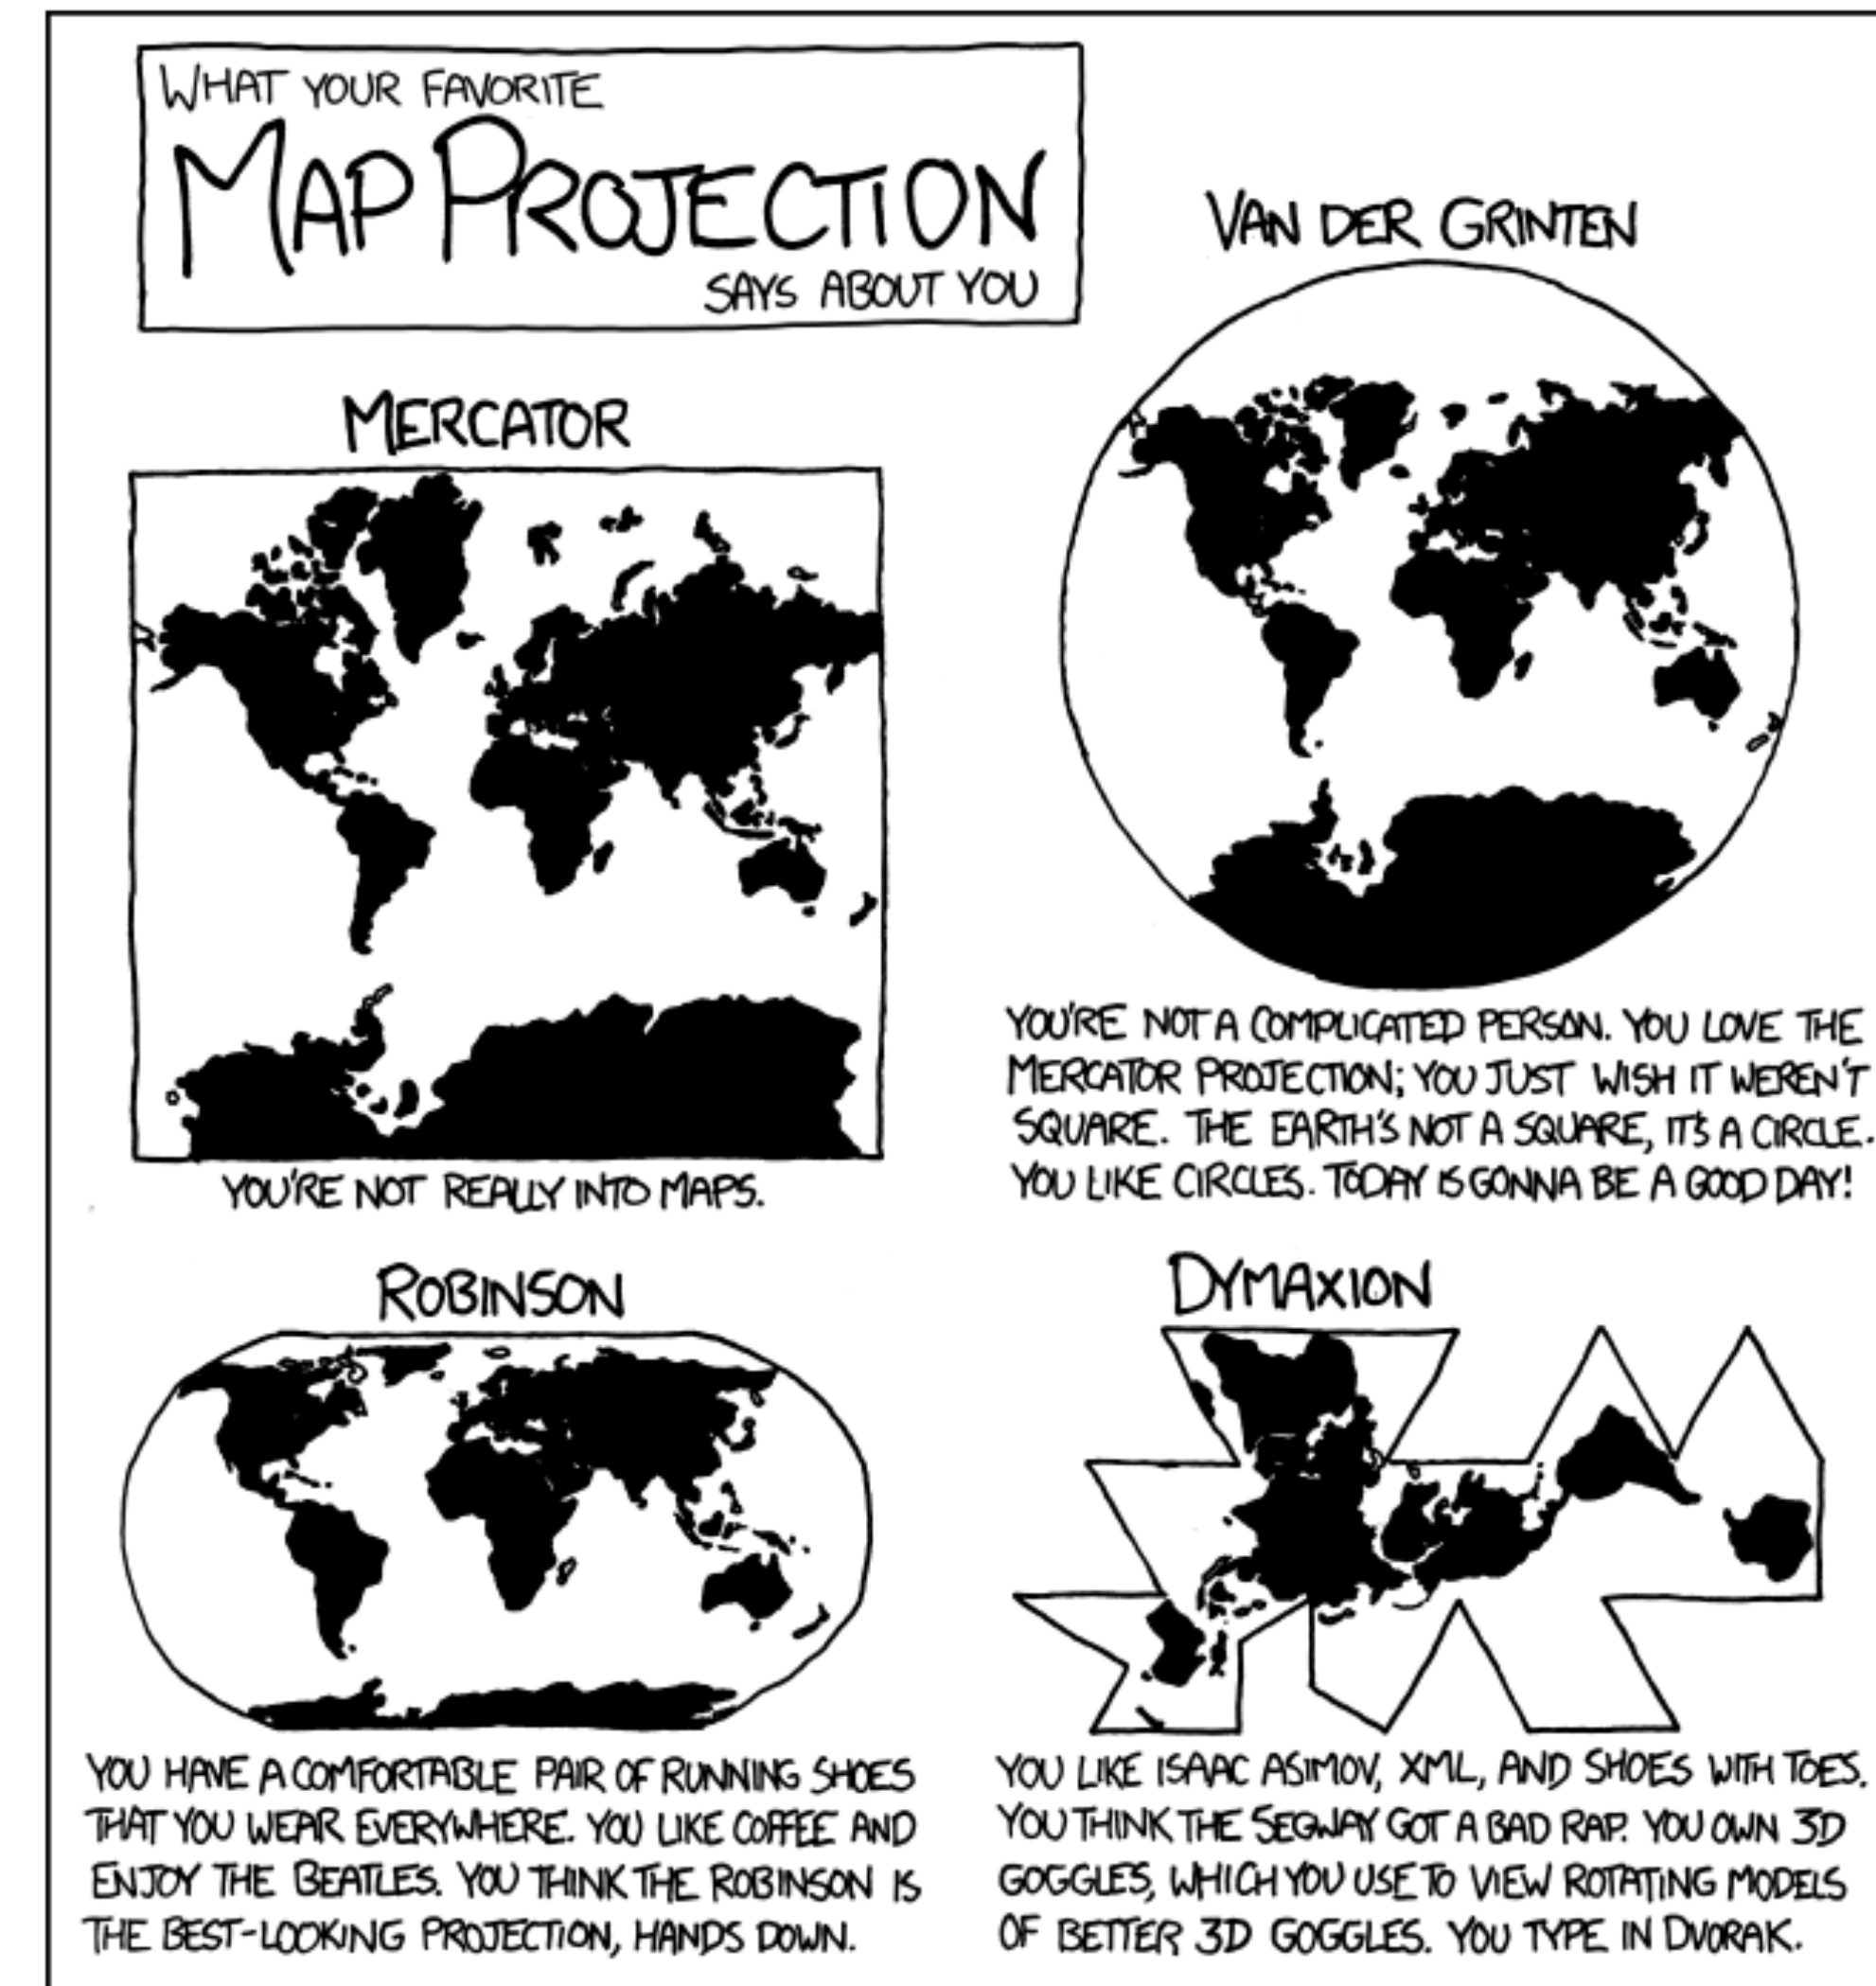 WHAT YOUR FAVORITE
MAP PROJECTION
SAYS ABOUT YOU
MERCATOR
YOU'RE NOT REALLY INTO MAPS.
VAN DER GRINTEN
YOU'RE NOT A COMPLICATED PERSON. YOU LOVE THE
MERCATOR PROJECTION; YOU JUST WISH IT WEREN'T
SQUARE. THE EARTH'S NOT A SQUARE, IT'S A CIRCLE.
YOU LIKE CIRCLES. TODAY IS GONNA BE A GOOD DAY!
ROBINSON
YOU HAVE A COMFORTABLE PAIR OF RUNNING SHOES
THAT YOU WEAR EVERYWHERE. YOU LIKE COFFEE AND
ENJOY THE BEATLES. YOU THINK THE ROBINSON IS
THE BEST-LOOKING PROJECTION, HANDS DOWN.
DYMAXION
YOU LIKE ISAAC ASIMOV, XML, AND SHOES WITH TOES.
YOU THINK THE SEGWAY GOT A BAD RAP. YOU OWN 3D
GOGGLES, WHICH YOU USE TO VIEW ROTATING MODELS
OF BETTER 3D GOGGLES. YOU TYPE IN DVORAK.